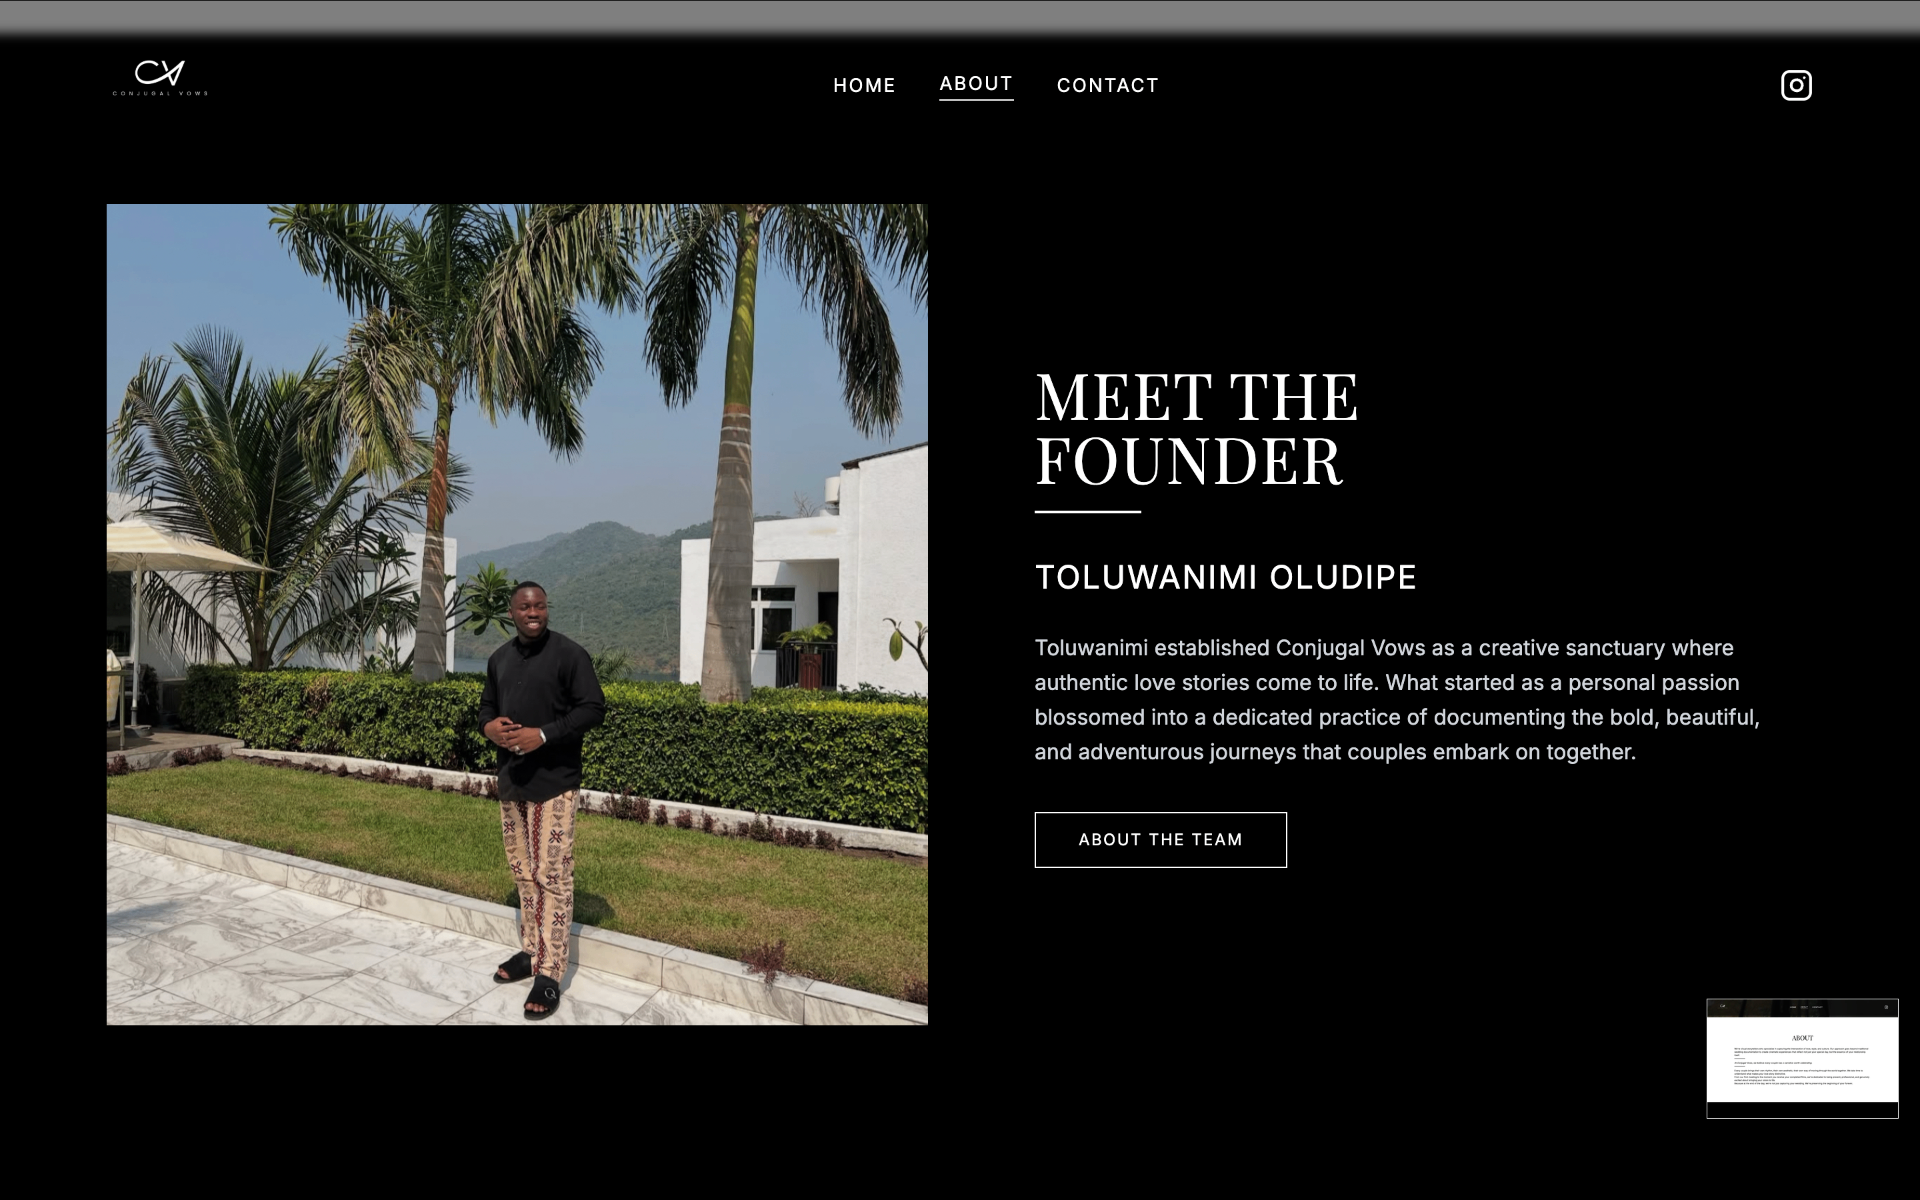 CV
CONJUGAL VOWS
HOME
ABOUT
CONTACT
MEET THE
FOUNDER
TOLUWANIMI OLUDIPE
Toluwanimi established Conjugal Vows as a creative sanctuary where
authentic love stories come to life. What started as a personal passion
blossomed into a dedicated practice of documenting the bold, beautiful,
and adventurous journeys that couples embark on together.
ABOUT THE TEAM
ABOUT